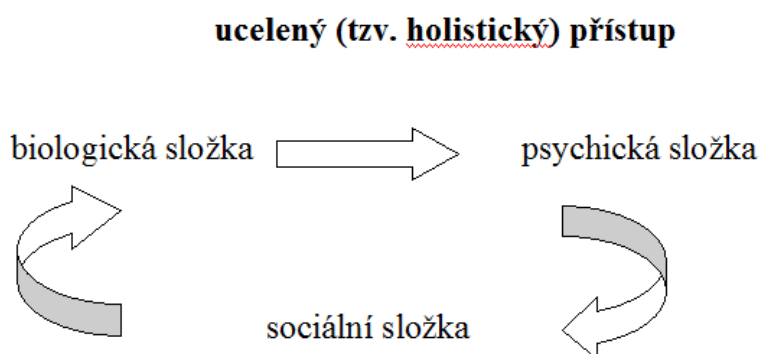 ucelený (tzv. holistický) přístup
biologická složka psychická složka
sociální složka